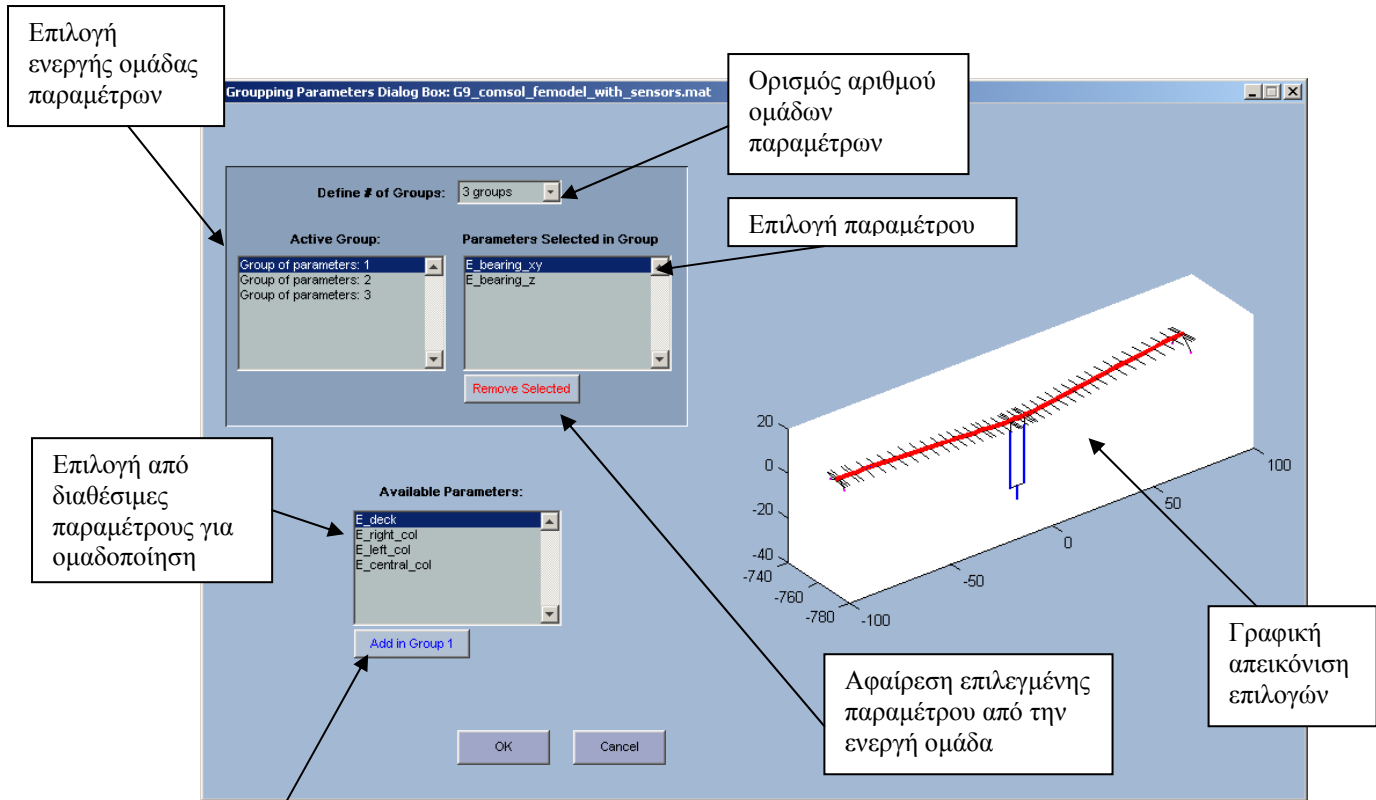 Επιλογή
ενεργής ομάδας
παραμέτρων
Groupping Parameters Dialog Box: G9_comsol_femodel_with_sensors.mat
Ορισμός αριθμού
ομάδων
παραμέτρων
Define # of Groups:
3 groups
Επιλογή παραμέτρου
Active Group:
Parameters Selected in Group
Group of parameters: 1
Group of parameters: 2
Group of parameters: 3
E_bearing_xy
E_bearing_z
Remove Selected
Επιλογή από
διαθέσιμες
παραμέτρους για
ομαδοποίηση
Available Parameters:
E_deck
E_right_col
E_left_col
E_central_col
Add in Group 1
20
0
-20
-40
-740
-760
-780
-100
-50
0
50
100
Γραφική
απεικόνιση
επιλογών
Αφαίρεση επιλεγμένης
παραμέτρου από την
ενεργή ομάδα
OK
Cancel